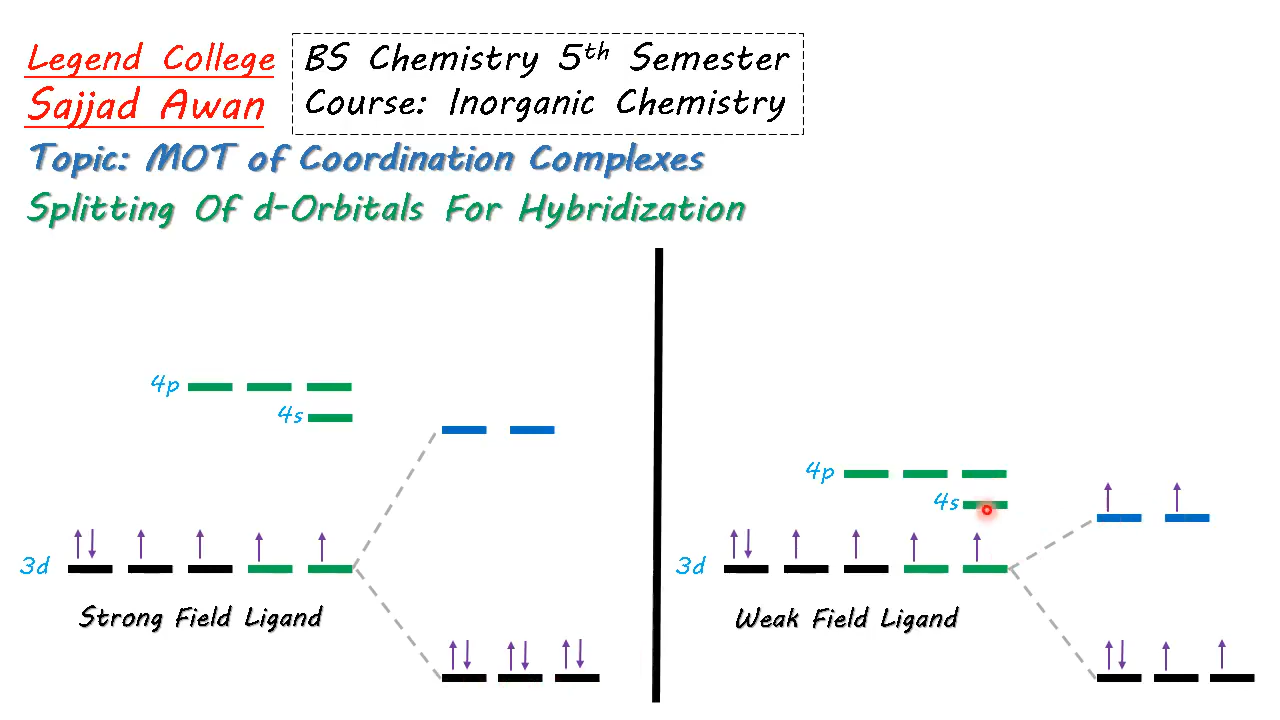 Legend College
Sajjad Awan
BS Chemistry 5th Semester
Course: Inorganic Chemistry
Topic: MOT of Coordination Complexes
Splitting Of d-Orbitals For Hybridization
4p
4s
3d
Strong Field Ligand
4p
4s
3d
Weak Field Ligand